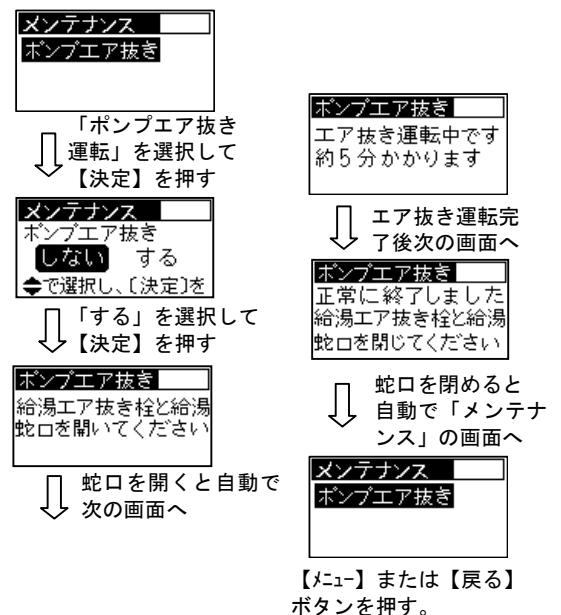 メンテナンス
ポンプエア抜き
「ポンプエア抜き
運転」を選択して
【決定】を押す
メンテナンス
ポンプエア抜き
しない する
◆で選択し、〔決定〕を
「する」を選択して
【決定】を押す
ポンプエア抜き
給湯エア抜き栓と給湯
蛇口を開いてください
蛇口を開くと自動で
次の画面へ
ポンプエア抜き
エア抜き運転中です
約5分かかります
エア抜き運転完
了後次の画面へ
ポンプエア抜き
正常に終了しました
給湯エア抜き栓と給湯
蛇口を閉じてください
蛇口を閉めると
自動で「メンテナ
ンス」の画面へ
メンテナンス
ポンプエア抜き
【ﾒﾆｭｰ】または【戻る】
ボタンを押す。